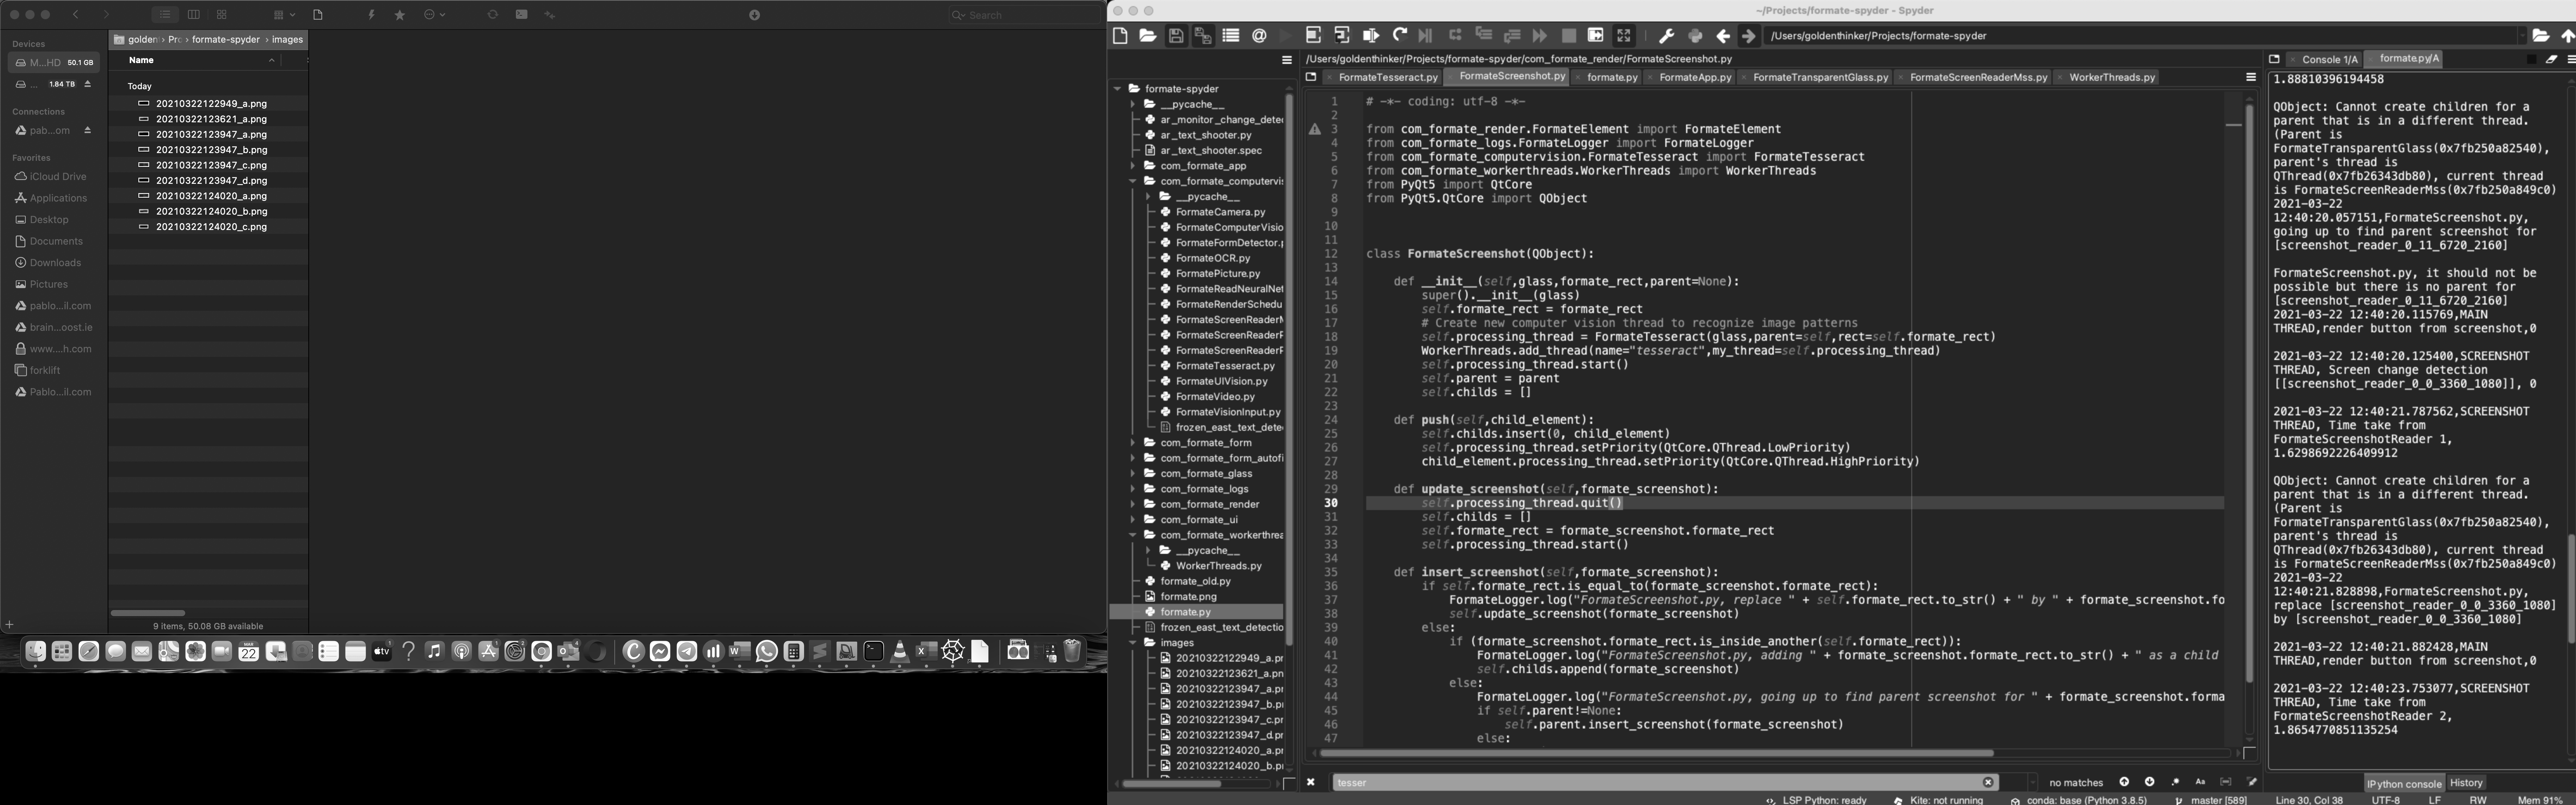 Search
Devices
M...HD 50.1 GB
... 1.84 TB
Connections
pab...om
Favorites
iCloud Drive
Applications
Desktop
Documents
Downloads
Pictures
pablo...il.com
brain...oost.ie
www....h.com
forklift
Pablo...il.com
golden › Prc › formate-spyder › images
Name
Today
20210322122949_a.png
20210322123621_a.png
20210322123947_a.png
20210322123947_b.png
20210322123947_c.png
20210322123947_d.png
20210322124020_a.png
20210322124020_b.png
20210322124020_c.png
9 items, 50.08 GB available
MAR
22
tv
~/Projects/formate-spyder - Spyder
/Users/goldenthinker/Projects/formate-spyder
formate-spyder
__pycache__
ar_monitor_change_dete
ar_text_shooter.py
ar_text_shooter.spec
com_formate_app
com_formate_computervis
__pycache__
FormateCamera.py
FormateComputerVisio
FormateFormDetector.p
FormateOCR.py
FormatePicture.py
FormateReadNeuralNet
FormateRenderSchedu
FormateScreenReaderM
FormateScreenReaderF
FormateScreenReaderF
FormateTesseract.py
FormateUIVision.py
FormateVideo.py
FormateVisionInput.py
frozen_east_text_dete
com_formate_form
com_formate_form_autofi
com_formate_glass
com_formate_logs
com_formate_render
com_formate_ui
com_formate_workerthrea
__pycache__
WorkerThreads.py
formate_old.py
formate.png
formate.py
frozen_east_text_detectio
images
20210322122949_a.pr
20210322123621_a.pn
20210322123947_a.pr
20210322123947_b.pr
20210322123947_c.pr
20210322123947_d.pr
20210322124020_a.pr
20210322124020_b.pr
/Users/goldenthinker/Projects/formate-spyder/com_formate_render/FormateScreenshot.py
FormateTesseract.py FormateScreenshot.py formate.py FormateApp.py FormateTransparentGlass.py FormateScreenReaderMss.py WorkerThreads.py
1 # -*- coding: utf-8 -*-
2
3 from com_formate_render.FormateElement import FormateElement
4 from com_formate_logs.FormateLogger import FormateLogger
5 from com_formate_computervision.FormateTesseract import FormateTesseract
6 from com_formate_workerthreads.WorkerThreads import WorkerThreads
7 from PyQt5 import QtCore
8 from PyQt5.QtCore import QObject
9
10
11
12 class FormateScreenshot(QObject):
13
14 def __init__(self,glass,formate_rect,parent=None):
15 super().__init__(glass)
16 self.formate_rect = formate_rect
17 # Create new computer vision thread to recognize image patterns
18 self.processing_thread = FormateTesseract(glass,parent=self,rect=self.formate_rect)
19 WorkerThreads.add_thread(name="tesseract",my_thread=self.processing_thread)
20 self.processing_thread.start()
21 self.parent = parent
22 self.childs = []
23
24 def push(self,child_element):
25 self.childs.insert(0, child_element)
26 self.processing_thread.setPriority(QtCore.QThread.LowPriority)
27 child_element.processing_thread.setPriority(QtCore.QThread.HighPriority)
28
29 def update_screenshot(self,formate_screenshot):
30 self.processing_thread.quit()
31 self.childs = []
32 self.formate_rect = formate_screenshot.formate_rect
33 self.processing_thread.start()
34
35 def insert_screenshot(self,formate_screenshot):
36 if self.formate_rect.is_equal_to(formate_screenshot.formate_rect):
37 FormateLogger.log("FormateScreenshot.py, replace " + self.formate_rect.to_str() + " by " + formate_screenshot.fo
38 self.update_screenshot(formate_screenshot)
39 else:
40 if (formate_screenshot.formate_rect.is_inside_another(self.formate_rect)):
41 FormateLogger.log("FormateScreenshot.py, adding " + formate_screenshot.formate_rect.to_str() + " as a child
42 self.childs.append(formate_screenshot)
43 else:
44 FormateLogger.log("FormateScreenshot.py, going up to find parent screenshot for " + formate_screenshot.forma
45 if self.parent!=None:
46 self.parent.insert_screenshot(formate_screenshot)
47 else:
tesser
no matches
Aa
Console 1/A formate.py/A
1.88810396194458
QObject: Cannot create children for a
parent that is in a different thread.
(Parent is
FormateTransparentGlass(0x7fb250a82540),
parent's thread is
QThread(0x7fb26343db80), current thread
is FormateScreenReaderMss(0x7fb250a849c0)
2021-03-22
12:40:20.057151,FormateScreenshot.py,
going up to find parent screenshot for
[screenshot_reader_0_11_6720_2160]
FormateScreenshot.py, it should not be
possible but there is no parent for
[screenshot_reader_0_11_6720_2160]
2021-03-22 12:40:20.115769,MAIN
THREAD,render button from screenshot,0
2021-03-22 12:40:20.125400,SCREENSHOT
THREAD, Screen change detection
[[screenshot_reader_0_0_3360_1080]], 0
2021-03-22 12:40:21.787562,SCREENSHOT
THREAD, Time take from
FormateScreenshotReader 1,
1.6298692226409912
QObject: Cannot create children for a
parent that is in a different thread.
(Parent is
FormateTransparentGlass(0x7fb250a82540),
parent's thread is
QThread(0x7fb26343db80), current thread
is FormateScreenReaderMss(0x7fb250a849c0)
2021-03-22
12:40:21.828898,FormateScreenshot.py,
replace [screenshot_reader_0_0_3360_1080]
by [screenshot_reader_0_0_3360_1080]
2021-03-22 12:40:21.882428,MAIN
THREAD,render button from screenshot,0
2021-03-22 12:40:23.753077,SCREENSHOT
THREAD, Time take from
FormateScreenshotReader 2,
1.8654770851135254
IPython console History
LSP Python: ready Kite: not running conda: base (Python 3.8.5) master [589] Line 30, Col 38 UTF-8 LF RW Mem 91%